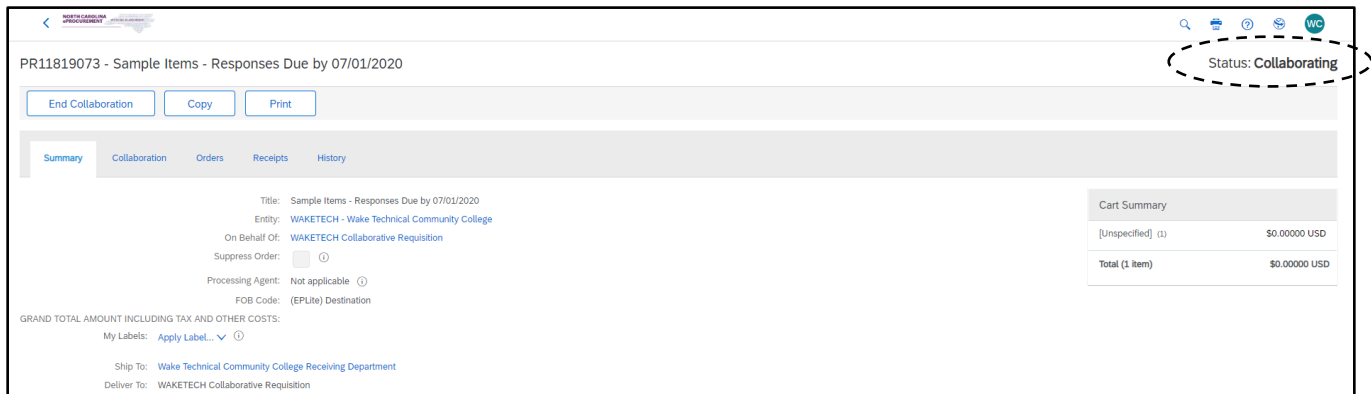 NORTH CAROLINA
ePROCUREMENT
WC
PR11819073 - Sample Items - Responses Due by 07/01/2020
Status: Collaborating
End Collaboration Copy Print
Summary Collaboration Orders Receipts History
Title: Sample Items - Responses Due by 07/01/2020
Entity: WAKETECH - Wake Technical Community College
On Behalf Of: WAKETECH Collaborative Requisition
Suppress Order:
Processing Agent: Not applicable
FOB Code: (EPLite) Destination
GRAND TOTAL AMOUNT INCLUDING TAX AND OTHER COSTS:
My Labels: Apply Label...
Ship To: Wake Technical Community College Receiving Department
Deliver To: WAKETECH Collaborative Requisition
Cart Summary
[Unspecified] (1) $0.00000 USD
Total (1 item) $0.00000 USD